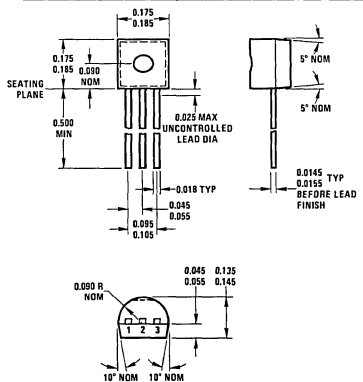 0.175
0.185
0.175
0.185
0.090
NOM
SEATING
PLANE
5° NOM
5° NOM
0.500
MIN
0.025 MAX
UNCONTROLLED
LEAD DIA
0.018 TYP
0.045
0.055
0.095
0.105
0.0145
0.0155
TYP
BEFORE LEAD
FINISH
0.090 R
NOM
0.045
0.055
0.135
0.145
1 2 3
10° NOM
10° NOM